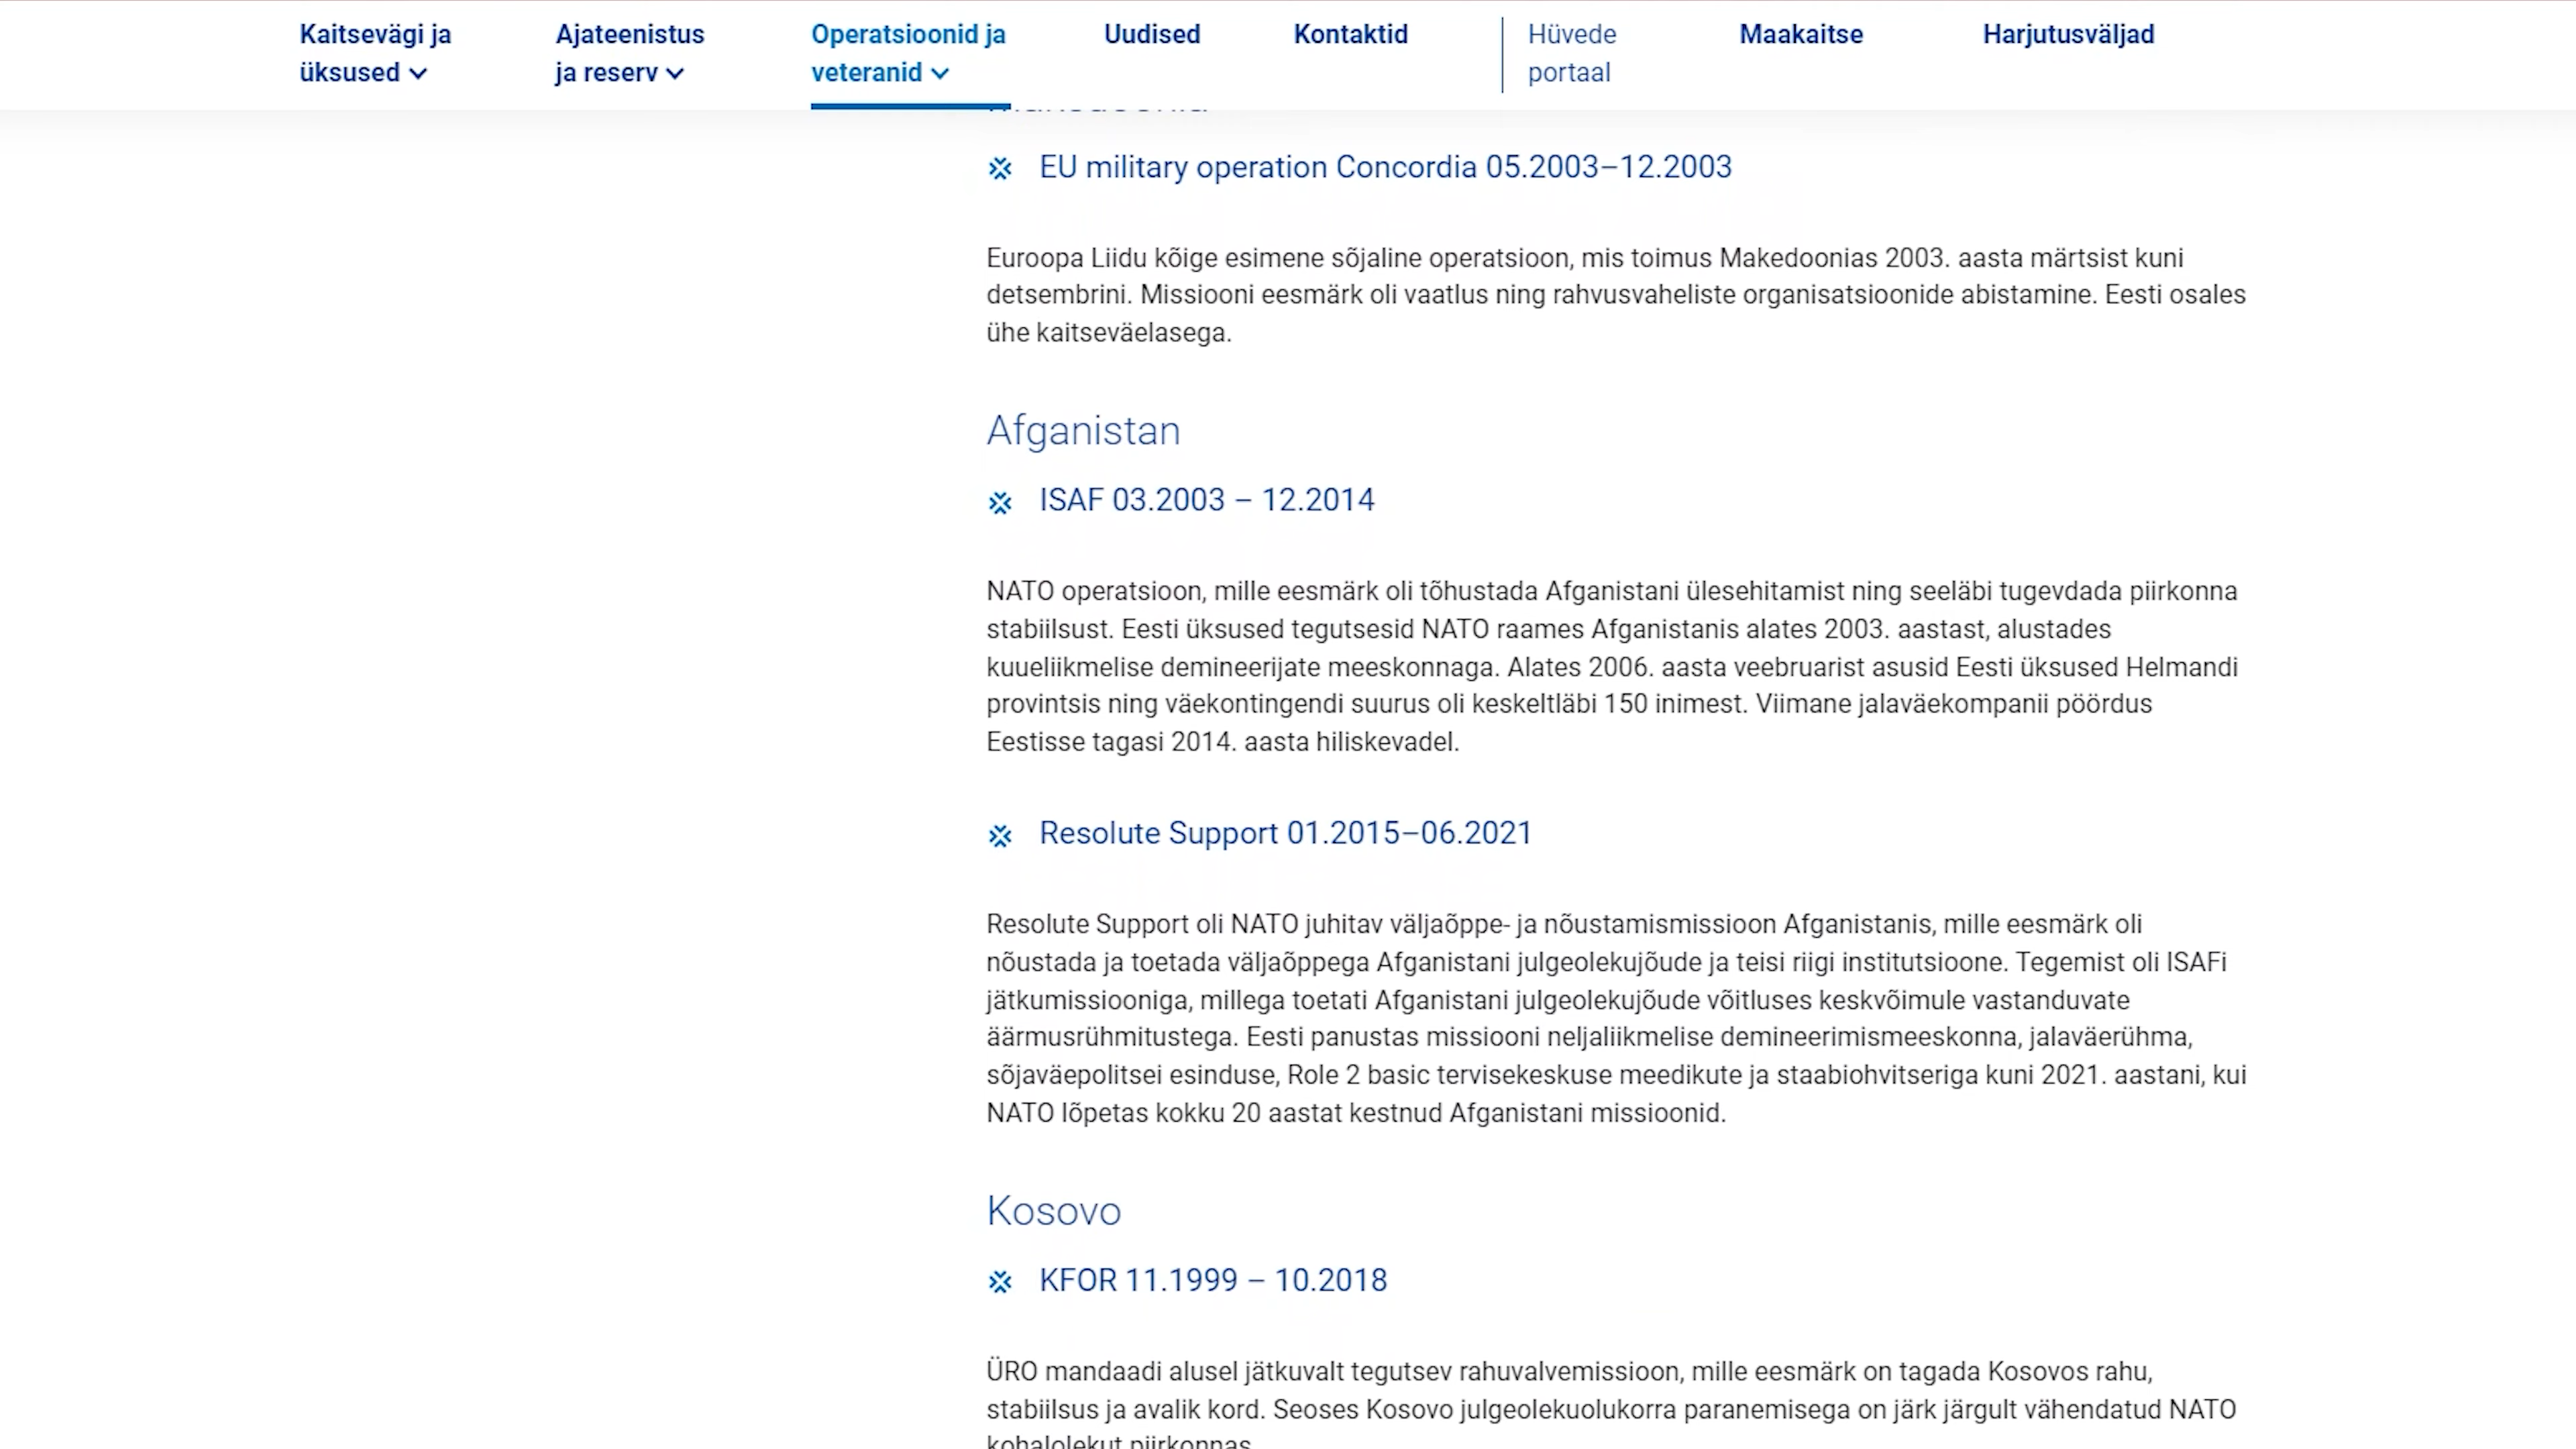 Kaitsevägi ja
üksused
Ajateenistus
ja reserv
Operatsioonid ja
veteranid
Uudised
Kontaktid
Hüvede
portaal
Maakaitse
Harjutusväljad
EU military operation Concordia 05.2003–12.2003
Euroopa Liidu kõige esimene sõjaline operatsioon, mis toimus Makedoonias 2003. aasta märtsist kuni
detsembrini. Missiooni eesmärk oli vaatlus ning rahvusvaheliste organisatsioonide abistamine. Eesti osales
ühe kaitseväelasega.
Afganistan
ISAF 03.2003 – 12.2014
NATO operatsioon, mille eesmärk oli tõhustada Afganistani ülesehitamist ning seeläbi tugevdada piirkonna
stabiilsust. Eesti üksused tegutsesid NATO raames Afganistanis alates 2003. aastast, alustades
kuueliikmelise demineerijate meeskonnaga. Alates 2006. aasta veebruarist asusid Eesti üksused Helmandi
provintsis ning väekontingendi suurus oli keskeltläbi 150 inimest. Viimane jalaväekompanii pöördus
Eestisse tagasi 2014. aasta hiliskevadel.
Resolute Support 01.2015–06.2021
Resolute Support oli NATO juhitav väljaõppe- ja nõustamismissioon Afganistanis, mille eesmärk oli
nõustada ja toetada väljaõppega Afganistani julgeolekujõude ja teisi riigi institutsioone. Tegemist oli ISAFi
jätkumissiooniga, millega toetati Afganistani julgeolekujõude võitluses keskvõimule vastanduvate
äärmusrühmitustega. Eesti panustas missiooni neljaliikmelise demineerimismeeskonna, jalaväerühma,
sõjaväepolitsei esinduse, Role 2 basic tervisekeskuse meedikute ja staabiohvitseriga kuni 2021. aastani, kui
NATO lõpetas kokku 20 aastat kestnud Afganistani missioonid.
Kosovo
KFOR 11.1999 – 10.2018
ÜRO mandaadi alusel jätkuvalt tegutsev rahuvalvemissioon, mille eesmärk on tagada Kosovos rahu,
stabiilsus ja avalik kord. Seoses Kosovo julgeolekuolukorra paranemisega on järk järgult vähendatud NATO
kohalolekut piirkonnas.